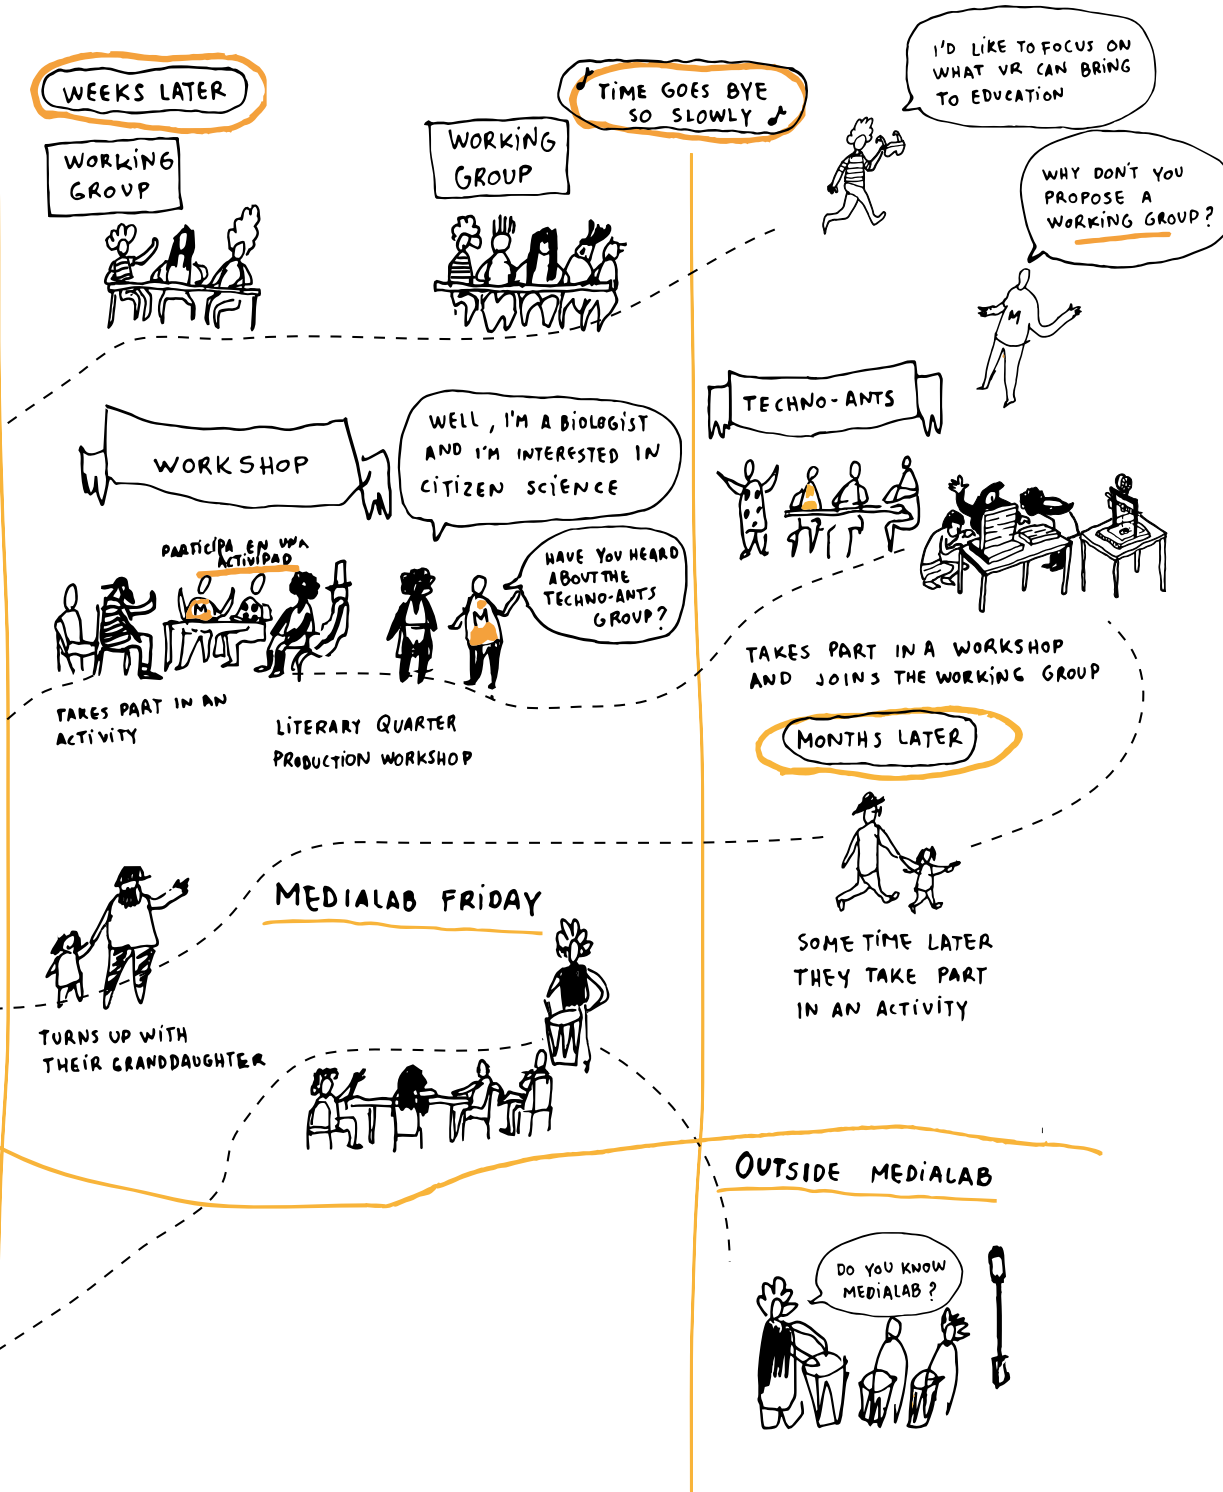 WEEKS LATER
WORKING
GROUP
WORKING
GROUP
TIME GOES BYE
SO SLOWLY
I'D LIKE TO FOCUS ON
WHAT VR CAN BRING
TO EDUCATION
WHY DON'T YOU
PROPOSE A
WORKING GROUP?
M
WORKSHOP
WELL, I'M A BIOLOGIST
AND I'M INTERESTED IN
CITIZEN SCIENCE
TECHNO-ANTS
PARTICIPA EN UNA
ACTIVIDAD
M
HAVE YOU HEARD
ABOUT THE
TECHNO-ANTS
GROUP?
M
TAKES PART IN AN
ACTIVITY
LITERARY QUARTER
PRODUCTION WORKSHOP
TAKES PART IN A WORKSHOP
AND JOINS THE WORKING GROUP
MONTHS LATER
MEDIALAB FRIDAY
TURNS UP WITH
THEIR GRANDDAUGHTER
SOME TIME LATER
THEY TAKE PART
IN AN ACTIVITY
OUTSIDE MEDIALAB
DO YOU KNOW
MEDIALAB?